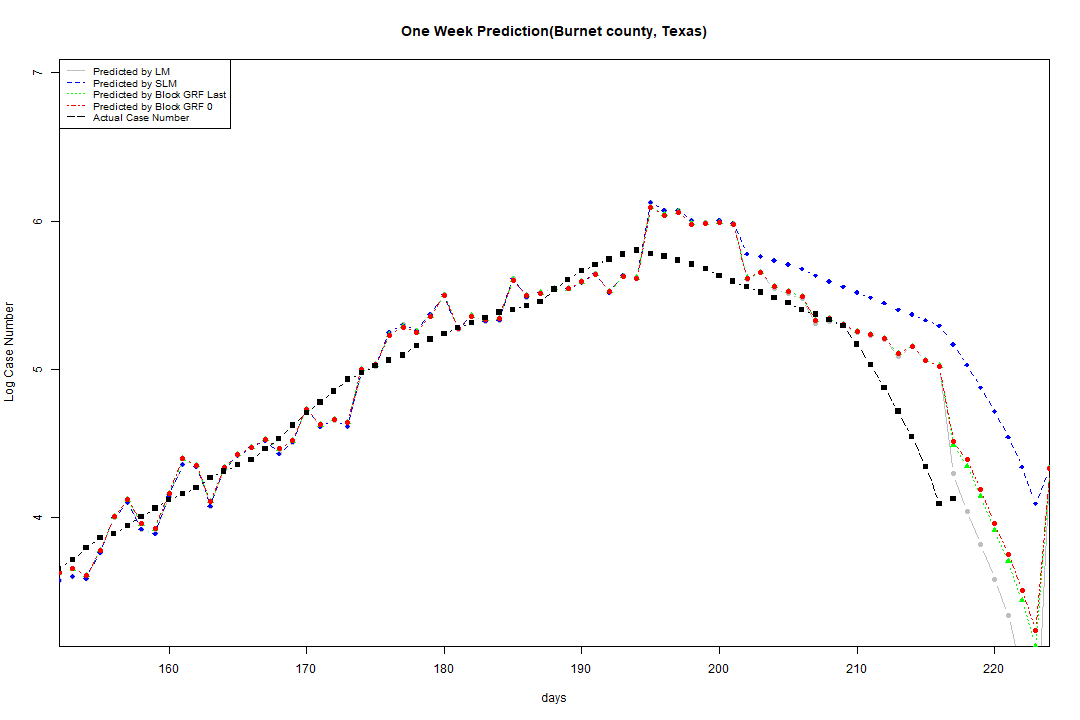 One Week Prediction(Burnet county, Texas)
Predicted by LM
Predicted by SLM
Predicted by Block GRF Last
Predicted by Block GRF 0
Actual Case Number
7
6
5
4
Log Case Number
160 170 180 190 200 210 220
days